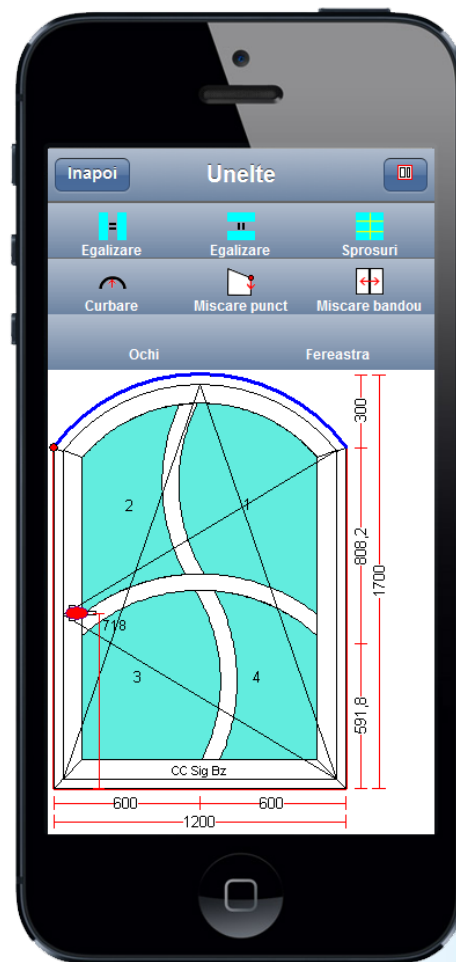 Inapoi Unelte
Egalizare Egalizare Sprosuri
Curbare Miscare punct Miscare bandou
Ochi Fereastra
300
2 1
808,2
1700
718
3 4
591,8
CC Sig Bz
600 600
1200